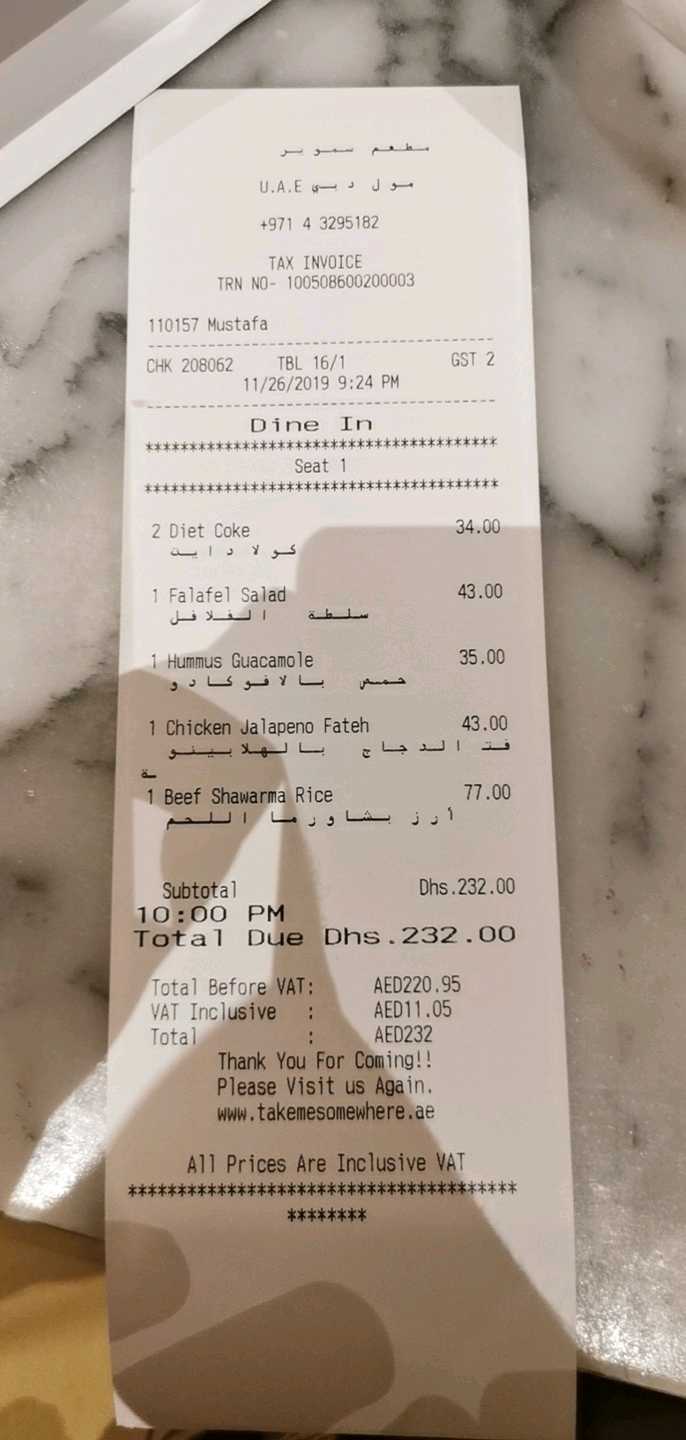 مطعم سموير
مول دبي U.A.E
+971 4 3295182
TAX INVOICE
TRN NO- 100508600200003
110157 Mustafa
CHK 208062 TBL 16/1 GST 2
11/26/2019 9:24 PM
Dine In
****************************************
Seat 1
****************************************
2 Diet Coke 34.00
كولا دايت
1 Falafel Salad 43.00
سلطة الفلافل
1 Hummus Guacamole 35.00
حمص بالافوكادو
1 Chicken Jalapeno Fateh 43.00
فت الدجاج بالهلابينو
ـة
1 Beef Shawarma Rice 77.00
أرز بشاورما اللحم
Subtotal Dhs.232.00
10:00 PM
Total Due Dhs.232.00
Total Before VAT: AED220.95
VAT Inclusive : AED11.05
Total : AED232
Thank You For Coming!!
Please Visit us Again.
www.takemesomewhere.ae
All Prices Are Inclusive VAT
***************************************
********